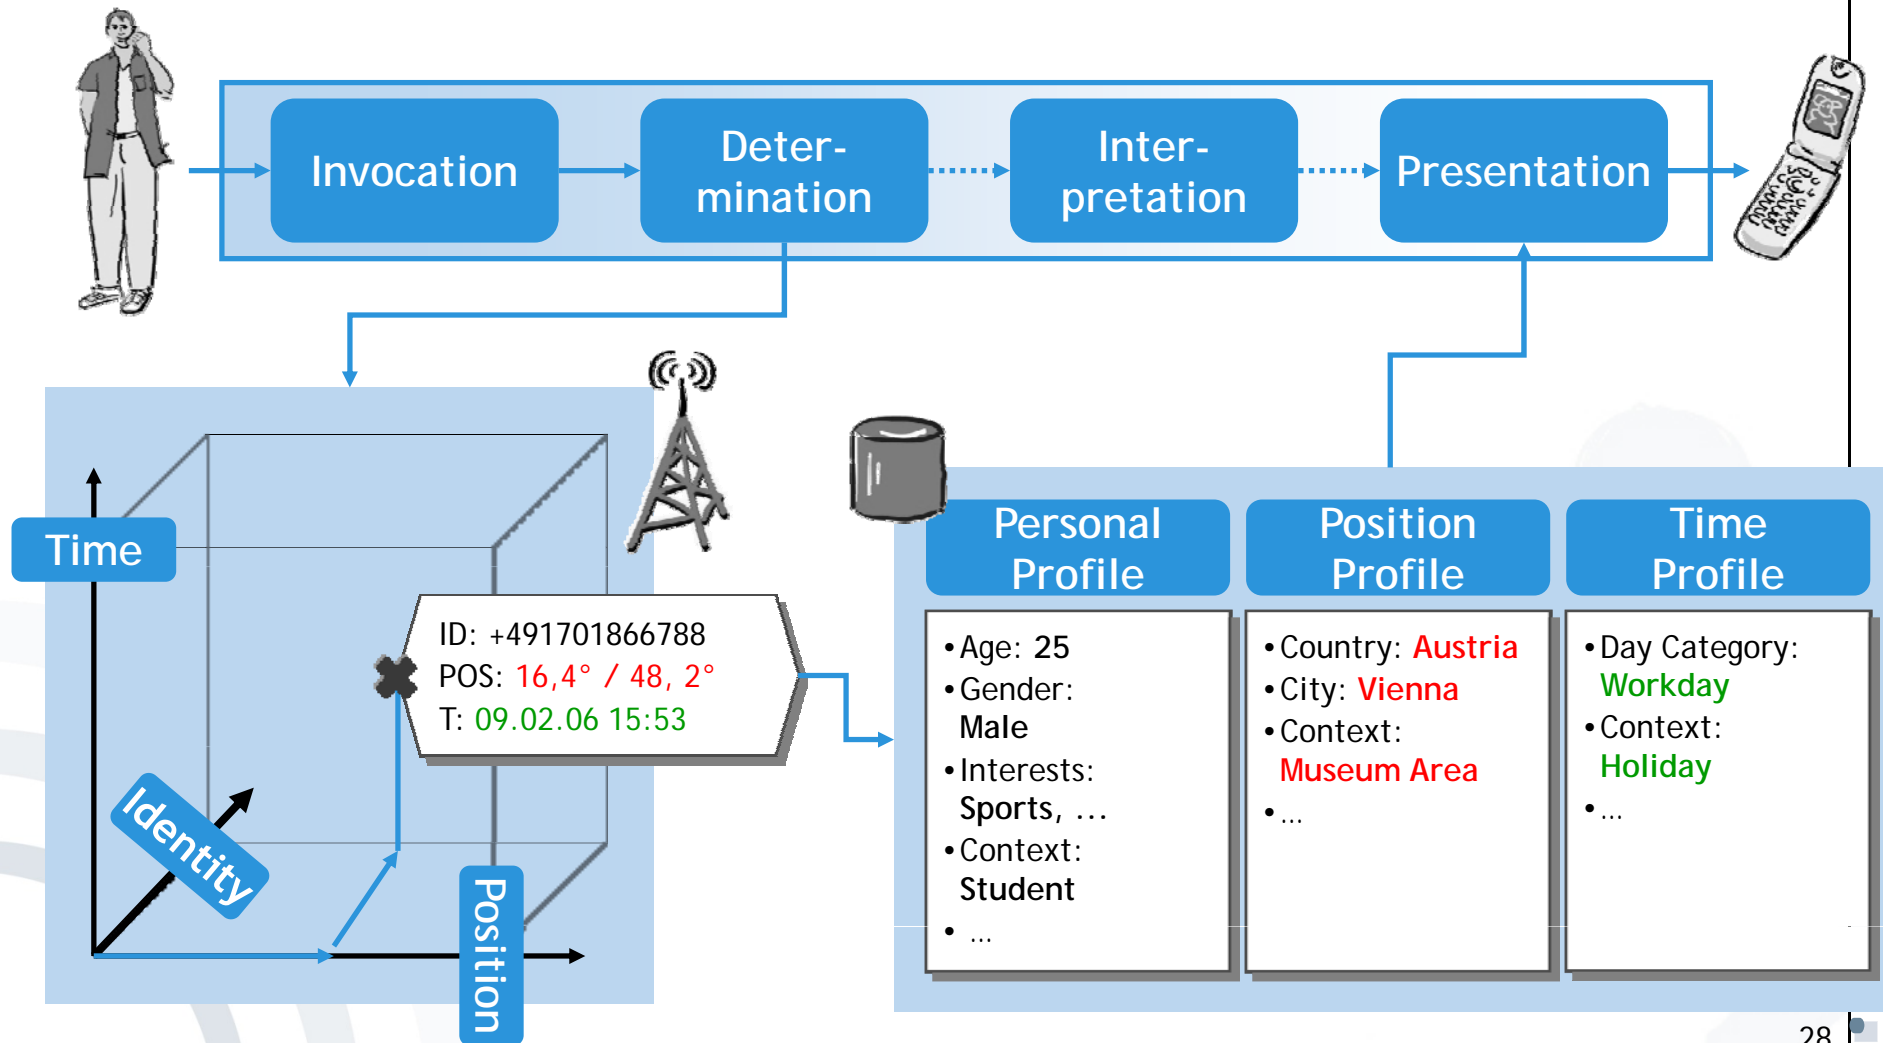 Invocation
Deter-
mination
Inter-
pretation
Presentation
Time
Identity
Position
ID: +491701866788
POS: 16,4° / 48, 2°
T: 09.02.06 15:53
Personal
Profile
•Age: 25
•Gender:
Male
•Interests:
Sports, ...
•Context:
Student
• ...
Position
Profile
•Country: Austria
•City: Vienna
•Context:
Museum Area
•...
Time
Profile
•Day Category:
Workday
•Context:
Holiday
•...
28